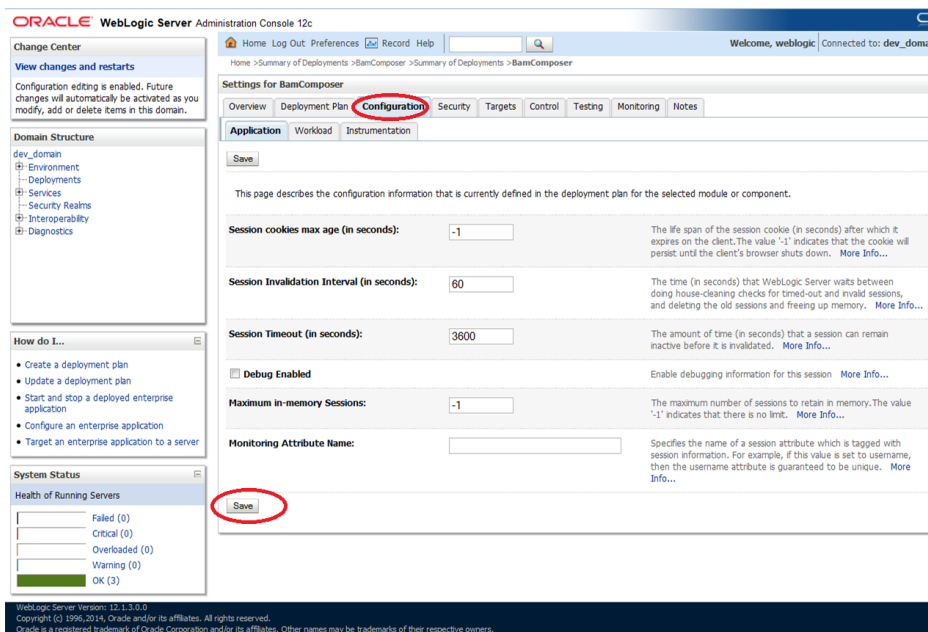 ORACLE WebLogic Server Administration Console 12c
Change Center
View changes and restarts
Configuration editing is enabled. Future
changes will automatically be activated as you
modify, add or delete items in this domain.
Domain Structure
dev_domain
Environment
Deployments
Services
Security Realms
Interoperability
Diagnostics
How do I...
Create a deployment plan
Update a deployment plan
Start and stop a deployed enterprise
application
Configure an enterprise application
Target an enterprise application to a server
System Status
Health of Running Servers
Failed (0)
Critical (0)
Overloaded (0)
Warning (0)
OK (3)
Home Log Out Preferences Record Help
Welcome, weblogic Connected to: dev_doma
Home >Summary of Deployments >BamComposer >Summary of Deployments >BamComposer
Settings for BamComposer
Overview Deployment Plan Configuration Security Targets Control Testing Monitoring Notes
Application Workload Instrumentation
Save
This page describes the configuration information that is currently defined in the deployment plan for the selected module or component.
Session cookies max age (in seconds): -1
The life span of the session cookie (in seconds) after which it
expires on the client.The value '-1' indicates that the cookie will
persist until the client's browser shuts down. More Info...
Session Invalidation Interval (in seconds): 60
The time (in seconds) that WebLogic Server waits between
doing house-cleaning checks for timed-out and invalid sessions,
and deleting the old sessions and freeing up memory. More Info...
Session Timeout (in seconds): 3600
The amount of time (in seconds) that a session can remain
inactive before it is invalidated. More Info...
Debug Enabled
Enable debugging information for this session More Info...
Maximum in-memory Sessions: -1
The maximum number of sessions to retain in memory.The value
'-1' indicates that there is no limit. More Info...
Monitoring Attribute Name:
Specifies the name of a session attribute which is tagged with
session information. For example, if this value is set to username,
then the username attribute is guaranteed to be unique. More
Info...
Save
WebLogic Server Version: 12.1.3.0.0
Copyright (c) 1996,2014, Oracle and/or its affiliates. All rights reserved.
Oracle is a registered trademark of Oracle Corporation and/or its affiliates. Other names may be trademarks of their respective owners.